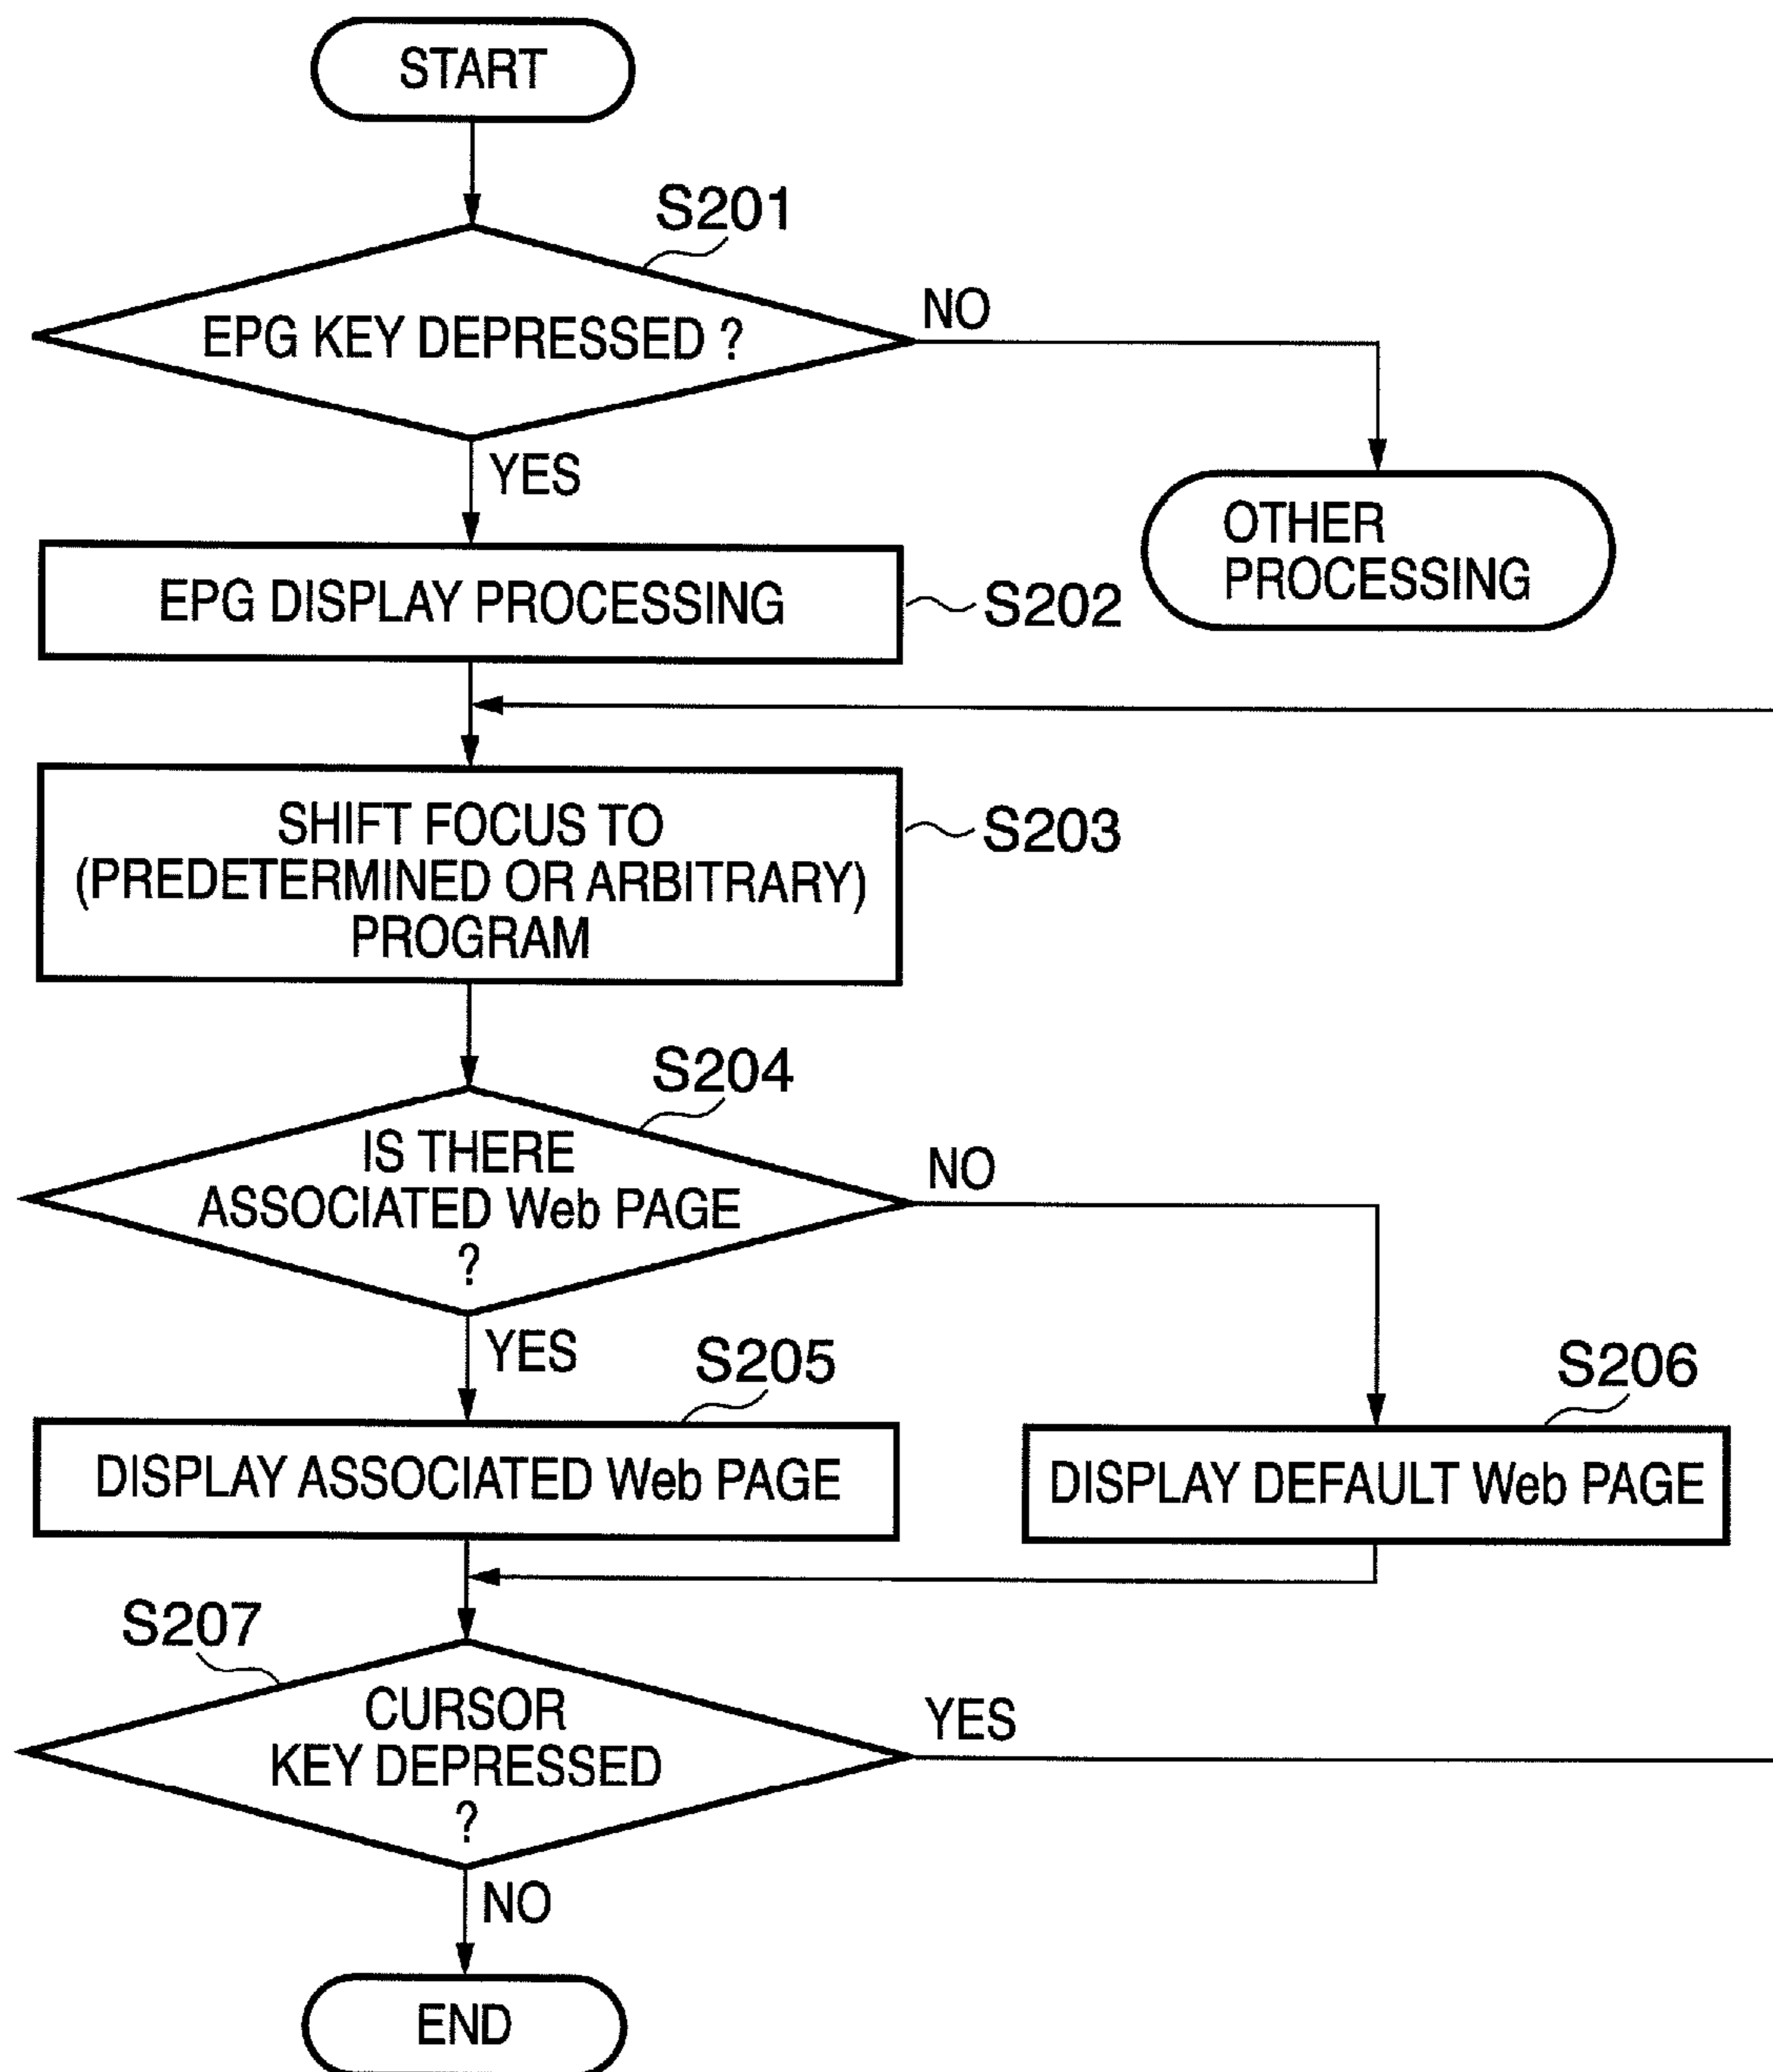 START
S201
EPG KEY DEPRESSED ?
NO
YES
OTHER
PROCESSING
EPG DISPLAY PROCESSING
S202
SHIFT FOCUS TO
(PREDETERMINED OR ARBITRARY)
PROGRAM
S203
S204
IS THERE
ASSOCIATED Web PAGE
?
NO
YES
S205
S206
DISPLAY ASSOCIATED Web PAGE
DISPLAY DEFAULT Web PAGE
S207
CURSOR
KEY DEPRESSED
?
YES
NO
END